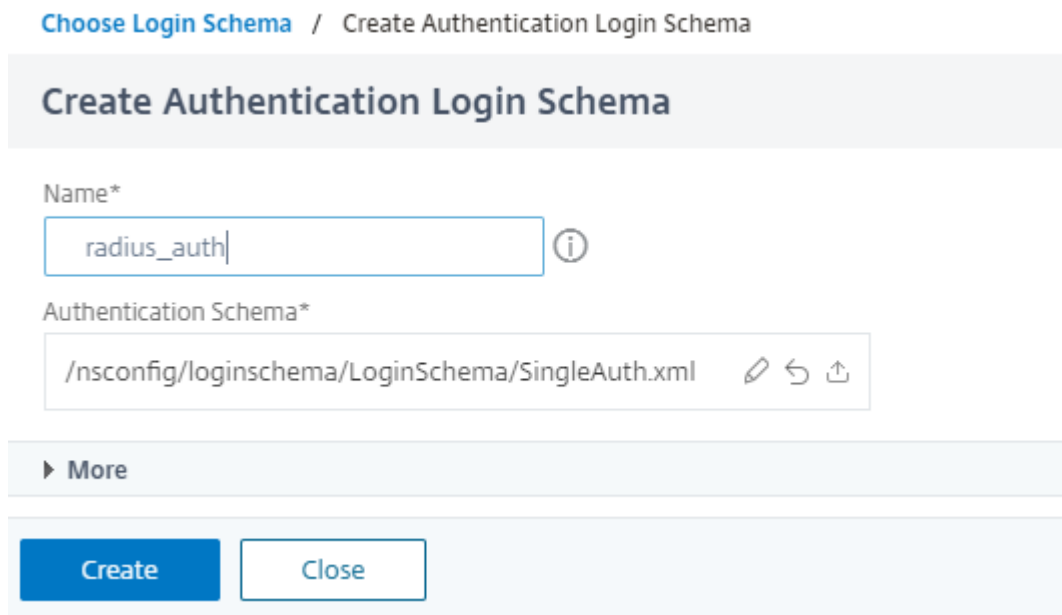 Choose Login Schema / Create Authentication Login Schema
Create Authentication Login Schema
Name*
radius_auth
Authentication Schema*
/nsconfig/loginschema/LoginSchema/SingleAuth.xml
More
Create Close